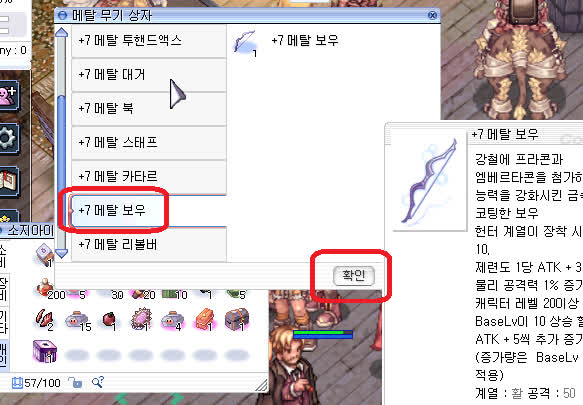 메탈 무기 상자
+7 메탈 투핸드액스
+7 메탈 대거
+7 메탈 북
+7 메탈 스태프
+7 메탈 카타르
+7 메탈 보우
+7 메탈 리볼버
1
+7 메탈 보우
확인
ny : 0
소지아이
1
200
5
30
5
20
10
5
2
15
1
4
1
1
1
57/100
+7 메탈 보우
강철에 프라콘과
엠베르타콘을 첨가하
능력을 강화시킨 금속
코팅한 보우
헌터 계열이 장착 시
10,
제련도 1당 ATK + 3
물리 공격력 1% 증가
캐릭터 레벨 20이상
BaseLv이 10 상승 할
ATK + 5씩 추가 증가
(증가량은 BaseLv
적용)
계열 : 활 공격 : 50